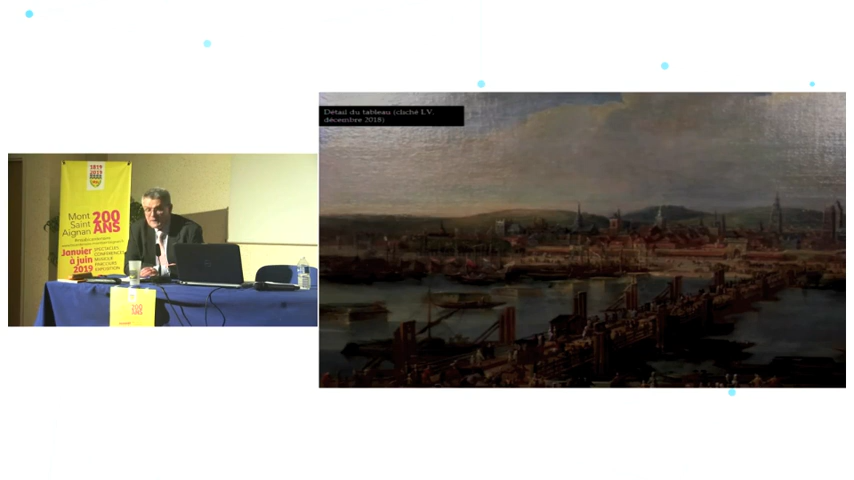 1819
2019
Mont
Saint
Aignan
200
ANS
Janvier
à juin
2019
SPECTACLES
CONFÉRENCES
MUSIQUE
PARCOURS
EXPOSITION
200
ANS
Détail du tableau (cliché L.V.
décembre 2018)